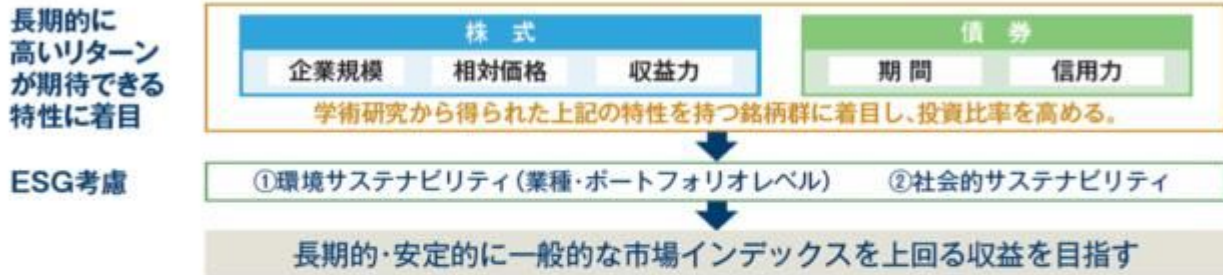 長期的に
高いリターン
が期待できる
特性に着目
株 式
企業規模 相対価格 収益力
債 券
期 間 信用力
学術研究から得られた上記の特性を持つ銘柄群に着目し、投資比率を高める。
ESG考慮
①環境サステナビリティ(業種・ポートフォリオレベル) ②社会的サステナビリティ
長期的・安定的に一般的な市場インデックスを上回る収益を目指す